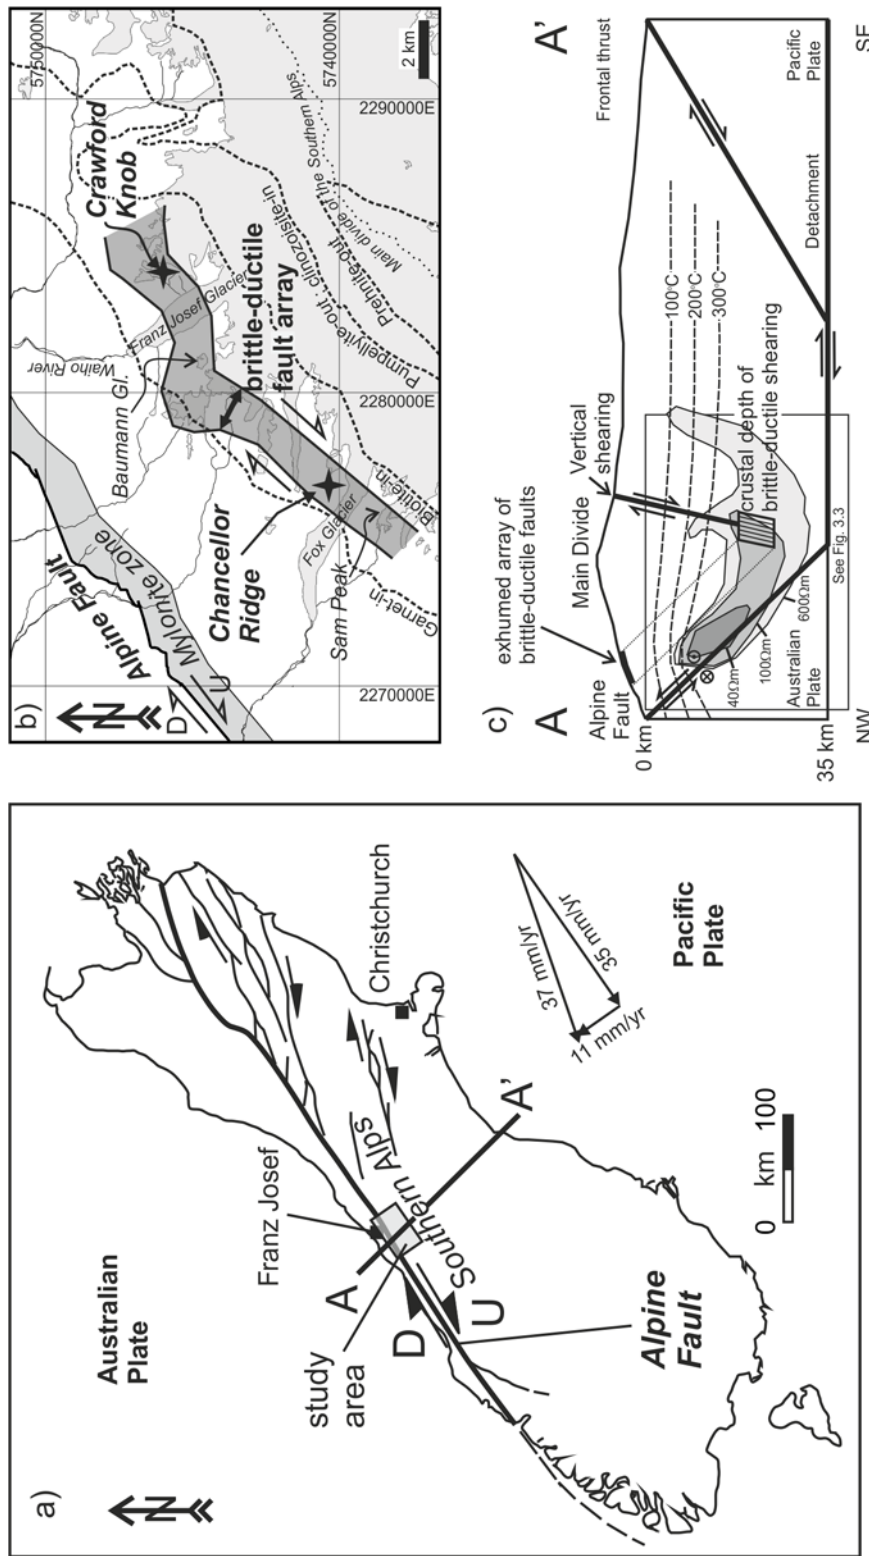 a)
N
Australian
Plate
Franz Josef
study
area
A
D
U
Southern Alps
A'
Alpine
Fault
Christchurch
37 mm/yr
35 mm/yr
11 mm/yr
Pacific
Plate
0 km 100
b)
N
D
U
Alpine Fault
Mylonite zone
Waiho River
Baumann Gl.
Franz Josef Glacier
Crawford
Knob
brittle-ductile
fault array
Chancellor
Ridge
Fox Glacier
Sam Peak
Garnet-in
Biotite-in
Pumpellyite-out
clinozoisite-in
Prehnite-out
Main divide of the Southern Alps
5750000N
5740000N
2270000E
2280000E
2290000E
2 km
c)
A
A'
exhumed array of
brittle-ductile faults
Alpine
Fault
Main Divide
Vertical
shearing
Frontal thrust
0 km
35 km
100°C
200°C
300°C
crustal depth of
brittle-ductile shearing
40Ωm
100Ωm
600Ωm
Australian
Plate
Detachment
Pacific
Plate
See Fig. 3.3
NW
SE